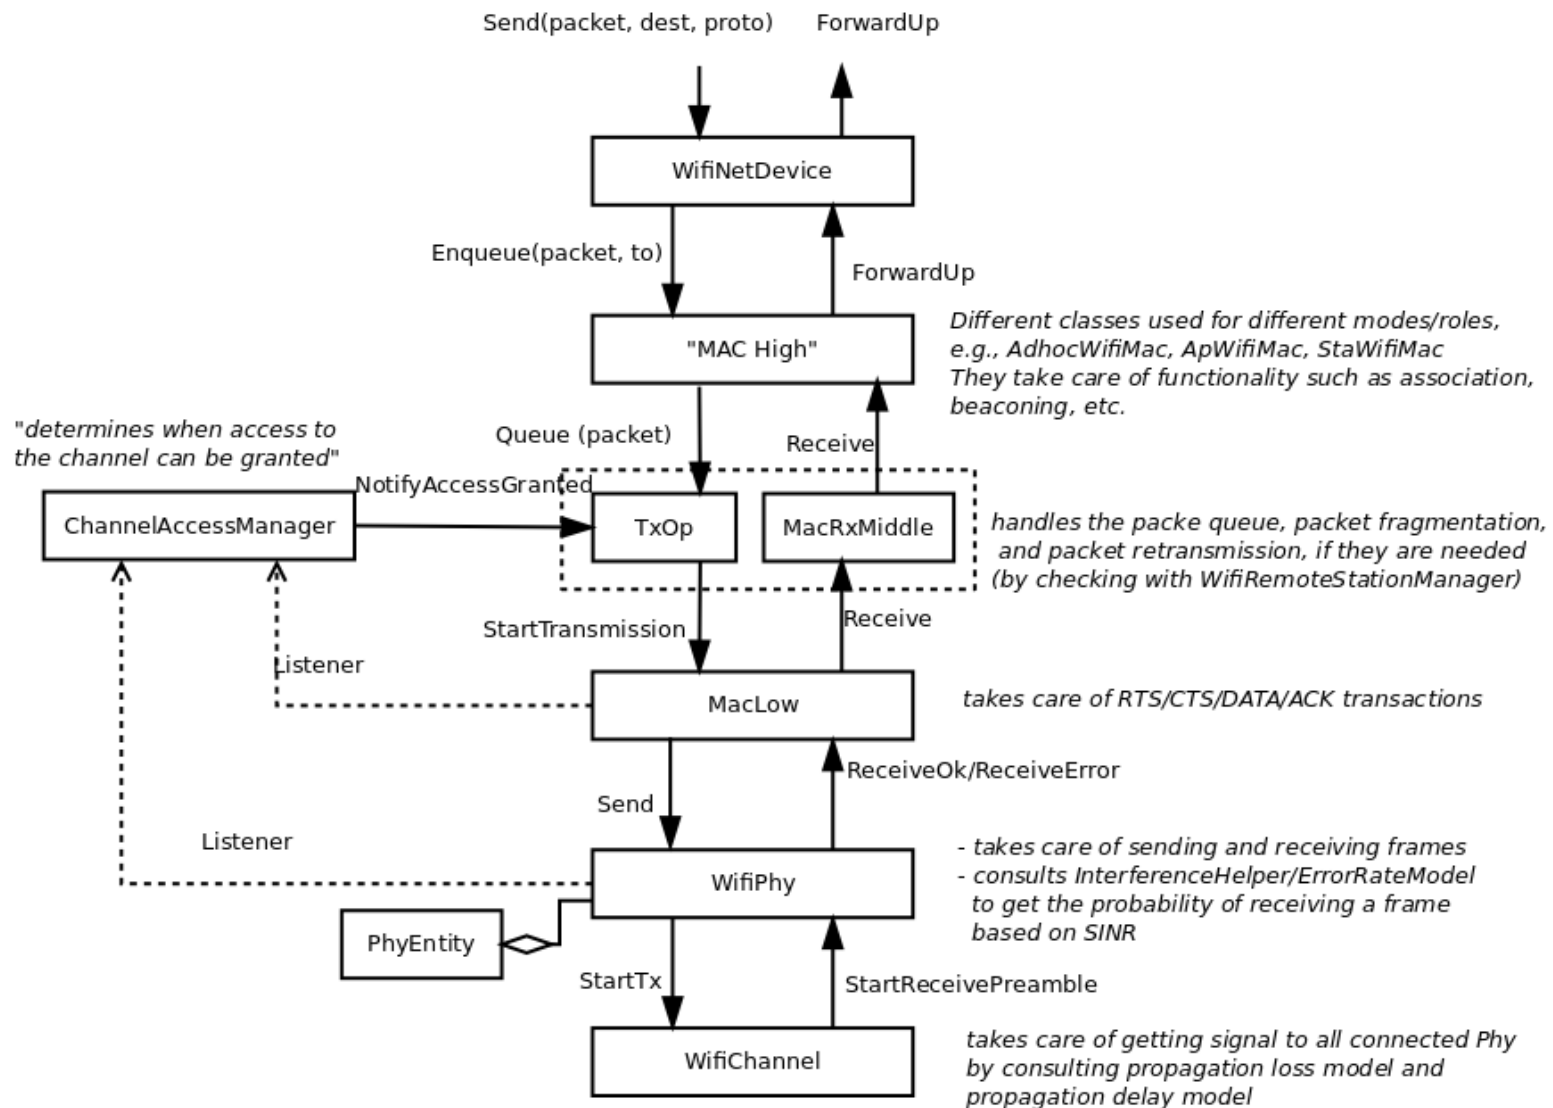 Send(packet, dest, proto)
ForwardUp
WifiNetDevice
Enqueue(packet, to)
ForwardUp
"MAC High"
Different classes used for different modes/roles,
e.g., AdhocWifiMac, ApWifiMac, StaWifiMac
They take care of functionality such as association,
beaconing, etc.
"determines when access to
the channel can be granted"
Queue (packet)
Receive
NotifyAccessGranted
ChannelAccessManager
TxOp
MacRxMiddle
handles the packe queue, packet fragmentation,
and packet retransmission, if they are needed
(by checking with WifiRemoteStationManager)
StartTransmission
Receive
Listener
MacLow
takes care of RTS/CTS/DATA/ACK transactions
ReceiveOk/ReceiveError
Send
Listener
WifiPhy
- takes care of sending and receiving frames
- consults InterferenceHelper/ErrorRateModel
to get the probability of receiving a frame
based on SINR
PhyEntity
StartTx
StartReceivePreamble
WifiChannel
takes care of getting signal to all connected Phy
by consulting propagation loss model and
propagation delay model